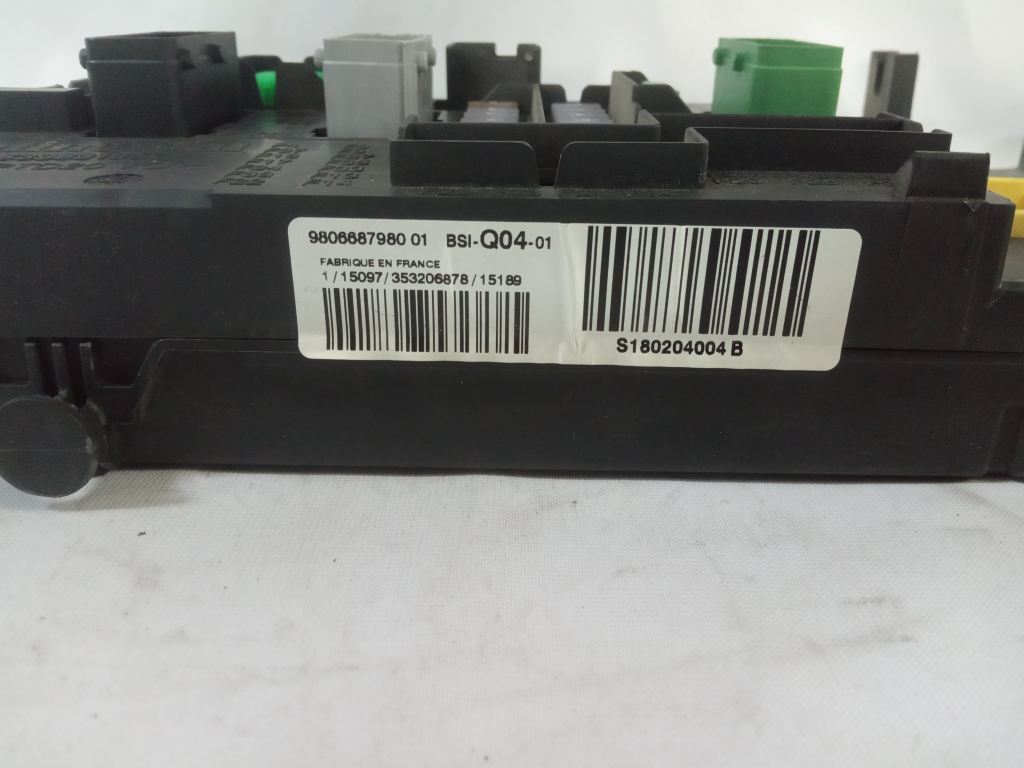 9806687980 01 BSI-Q04-01
FABRIQUE EN FRANCE
1/15097/353206878/15189
S180204004 B